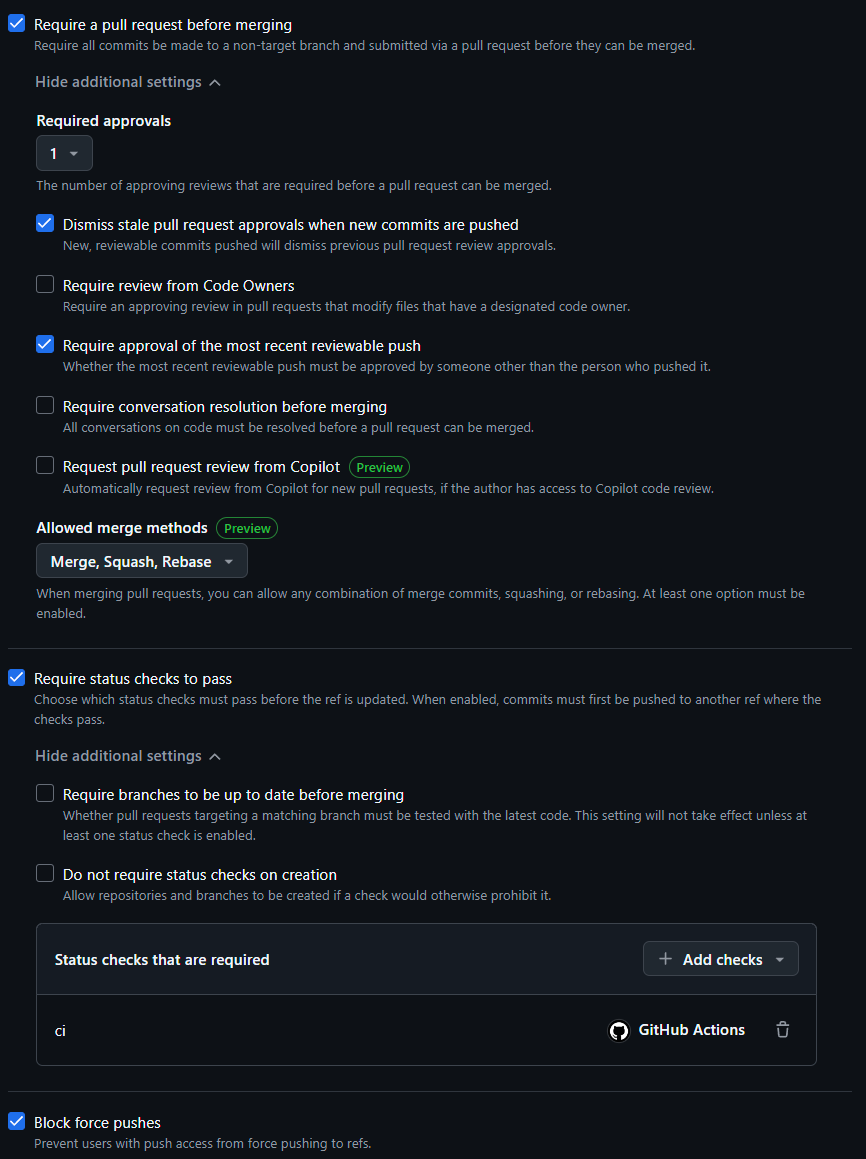 Require a pull request before merging
Require all commits be made to a non-target branch and submitted via a pull request before they can be merged.
Hide additional settings
Required approvals
1
The number of approving reviews that are required before a pull request can be merged.
Dismiss stale pull request approvals when new commits are pushed
New, reviewable commits pushed will dismiss previous pull request review approvals.
Require review from Code Owners
Require an approving review in pull requests that modify files that have a designated code owner.
Require approval of the most recent reviewable push
Whether the most recent reviewable push must be approved by someone other than the person who pushed it.
Require conversation resolution before merging
All conversations on code must be resolved before a pull request can be merged.
Request pull request review from Copilot Preview
Automatically request review from Copilot for new pull requests, if the author has access to Copilot code review.
Allowed merge methods Preview
Merge, Squash, Rebase
When merging pull requests, you can allow any combination of merge commits, squashing, or rebasing. At least one option must be
enabled.
Require status checks to pass
Choose which status checks must pass before the ref is updated. When enabled, commits must first be pushed to another ref where the
checks pass.
Hide additional settings
Require branches to be up to date before merging
Whether pull requests targeting a matching branch must be tested with the latest code. This setting will not take effect unless at
least one status check is enabled.
Do not require status checks on creation
Allow repositories and branches to be created if a check would otherwise prohibit it.
Status checks that are required
Add checks
ci
GitHub Actions
Block force pushes
Prevent users with push access from force pushing to refs.